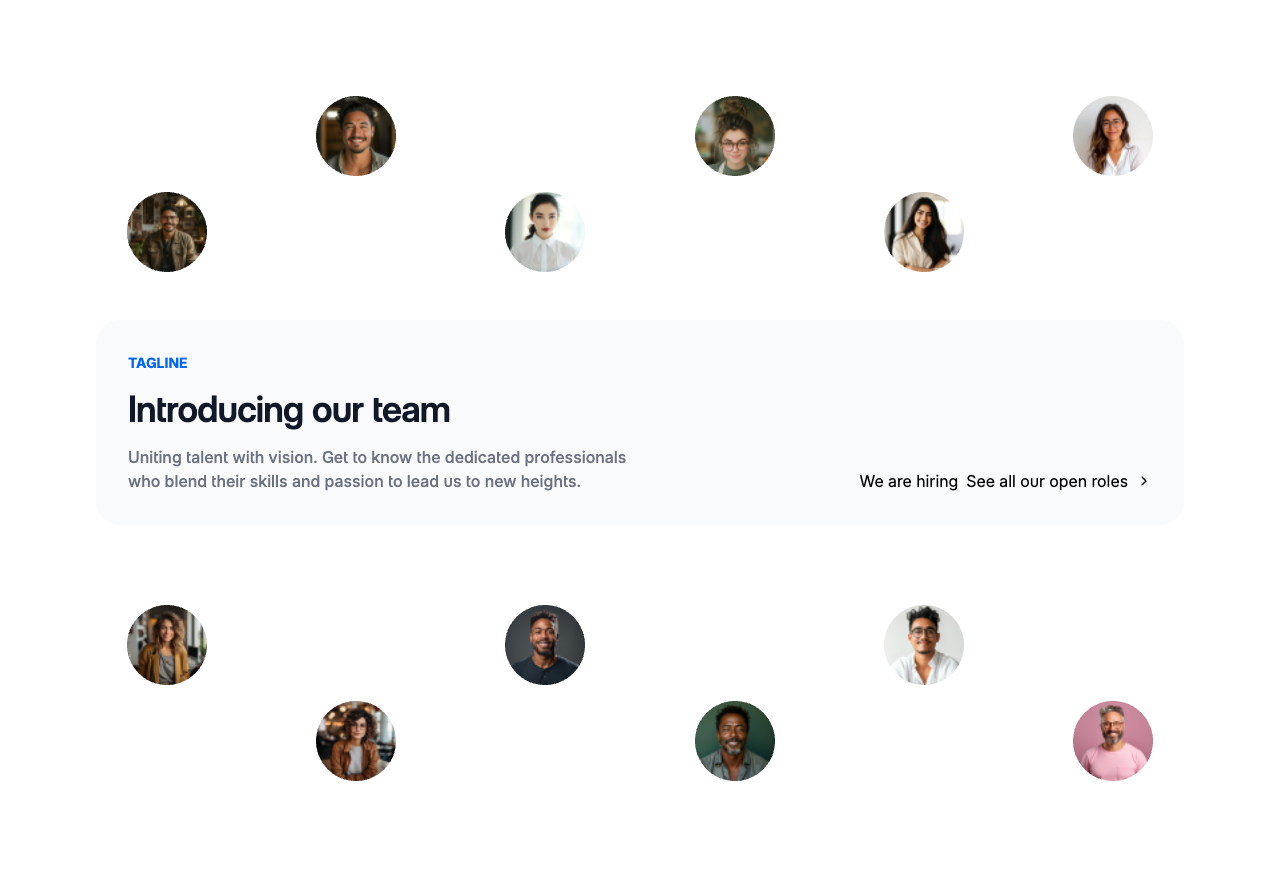 TAGLINE
Introducing our team
Uniting talent with vision. Get to know the dedicated professionals
who blend their skills and passion to lead us to new heights.
We are hiring See all our open roles